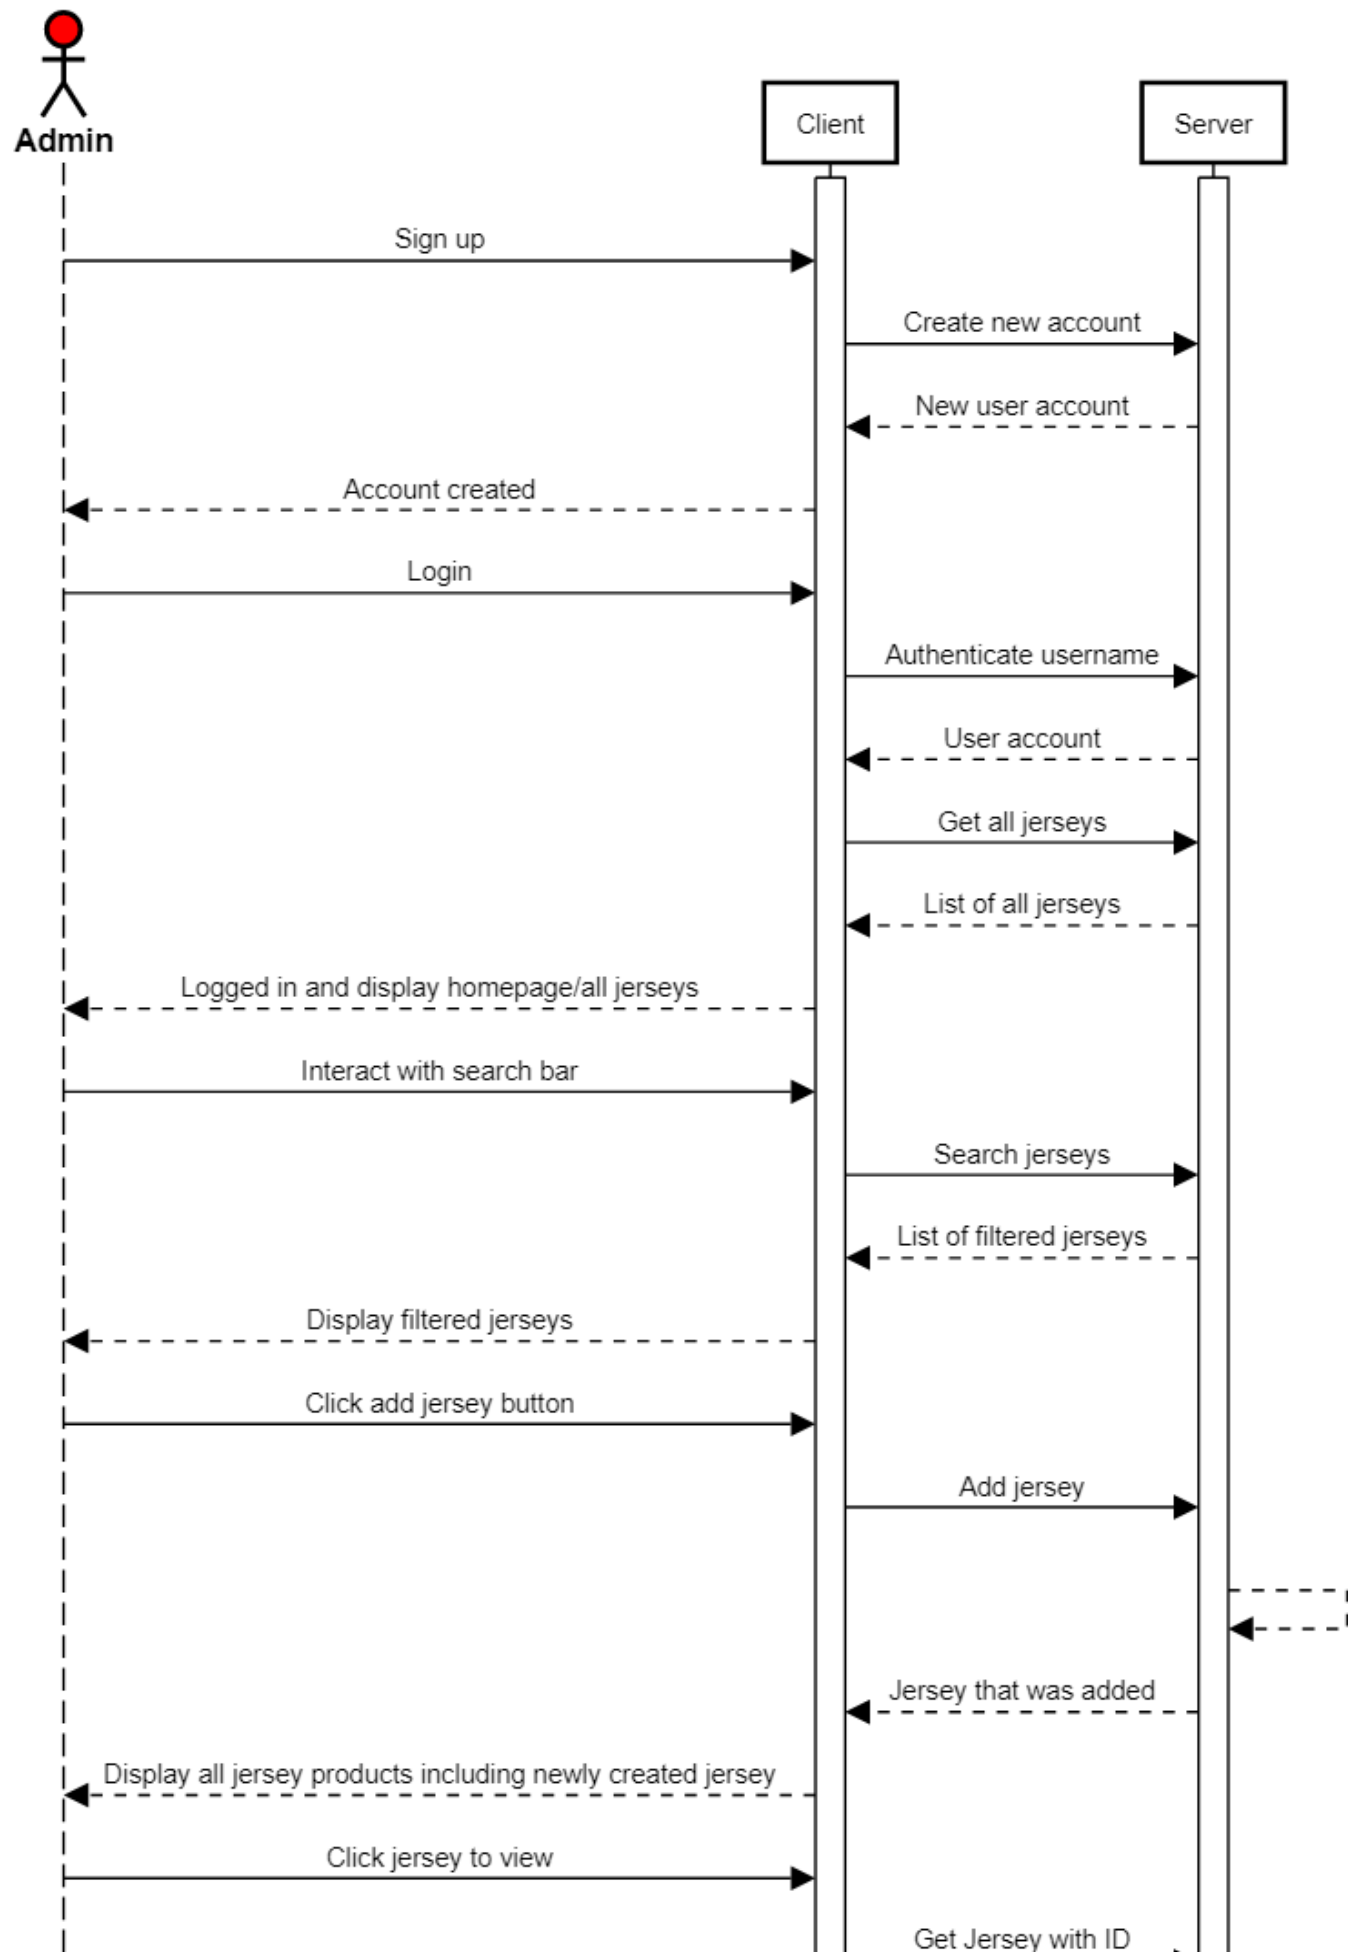 Admin
Client
Server
Sign up
Create new account
New user account
Account created
Login
Authenticate username
User account
Get all jerseys
List of all jerseys
Logged in and display homepage/all jerseys
Interact with search bar
Search jerseys
List of filtered jerseys
Display filtered jerseys
Click add jersey button
Add jersey
Jersey that was added
Display all jersey products including newly created jersey
Click jersey to view
Get Jersey with ID